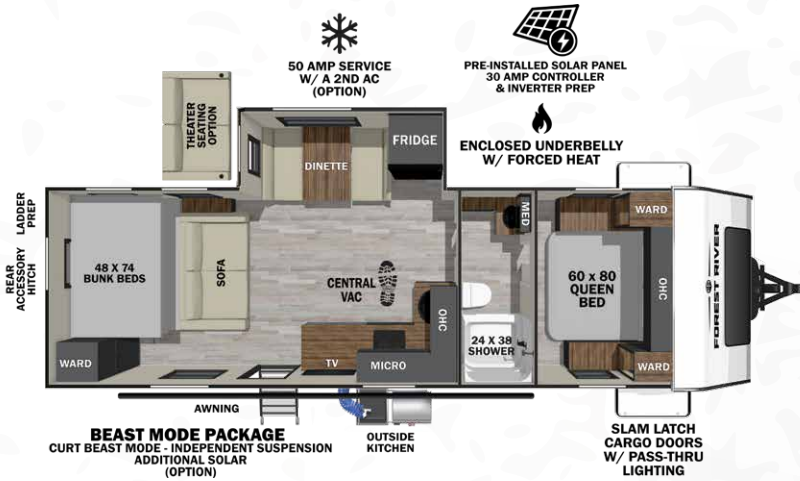 50 AMP SERVICE
W/ A 2ND AC
(OPTION)
PRE-INSTALLED SOLAR PANEL
30 AMP CONTROLLER
& INVERTER PREP
ENCLOSED UNDERBELLY
W/ FORCED HEAT
THEATER
SEATING
OPTION
DINETTE
FRIDGE
LADDER
PREP
REAR
ACCESSORY
HITCH
48 X 74
BUNK BEDS
SOFA
CENTRAL
VAC
MED
WARD
60 x 80
QUEEN
BED
OHC
FOREST RIVER
OHC
24 X 38
SHOWER
WARD
TV
MICRO
WARD
AWNING
BEAST MODE PACKAGE
CURT BEAST MODE - INDEPENDENT SUSPENSION
ADDITIONAL SOLAR
(OPTION)
OUTSIDE
KITCHEN
SLAM LATCH
CARGO DOORS
W/ PASS-THRU
LIGHTING